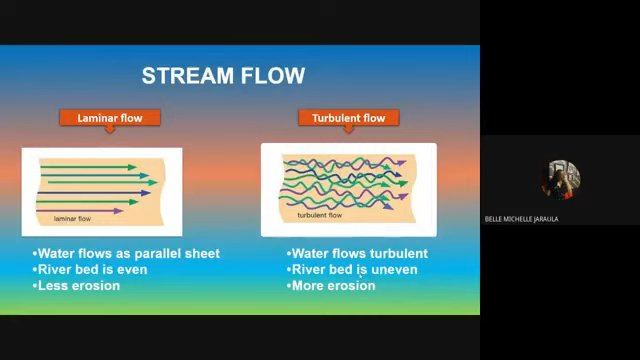 STREAM FLOW
Laminar flow
Turbulent flow
laminar flow
turbulent flow
•Water flows as parallel sheet
•River bed is even
•Less erosion
•Water flows turbulent
•River bed is uneven
•More erosion
BELLE MICHELLE JARAULA